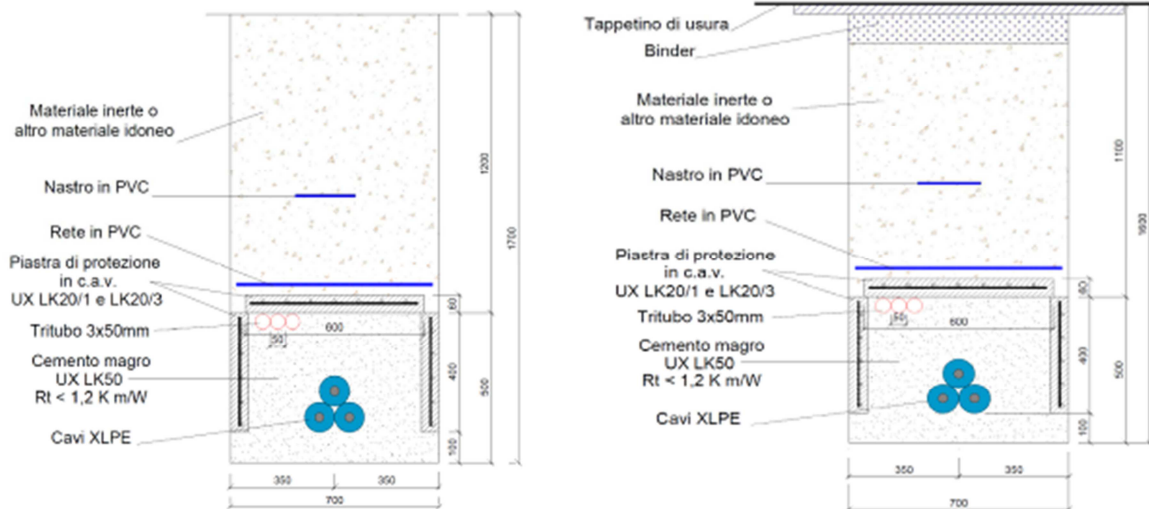 Materiale inerte o
altro materiale idoneo
Nastro in PVC
Rete in PVC
Piastra di protezione
in c.a.v.
UX LK20/1 e LK20/3
Tritubo 3x50mm
Cemento magro
UX LK50
Rt < 1,2 K m/W
Cavi XLPE
1200
1700
60
600
50
400
500
100
350
350
700
Tappetino di usura
Binder
Materiale inerte o
altro materiale idoneo
Nastro in PVC
Rete in PVC
Piastra di protezione
in c.a.v.
UX LK20/1 e LK20/3
Tritubo 3x50mm
Cemento magro
UX LK50
Rt < 1,2 K m/W
Cavi XLPE
1100
1600
60
600
50
400
500
100
350
350
700